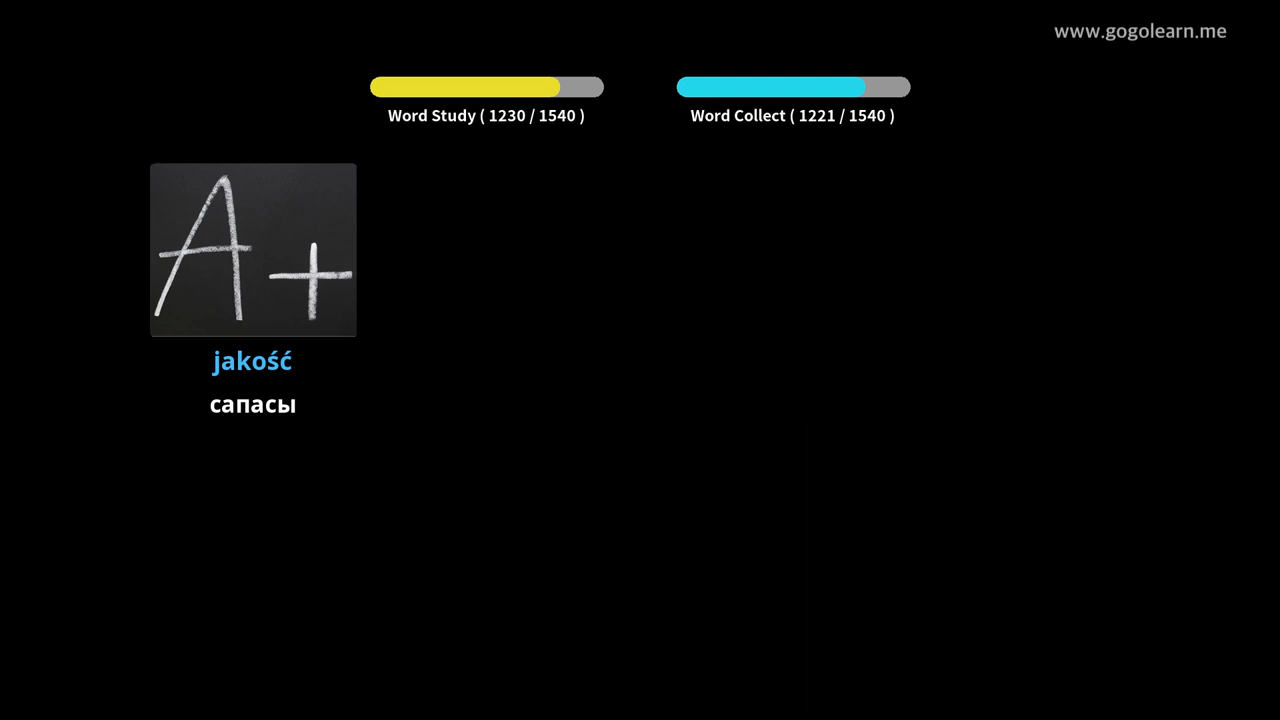 www.gogolearn.me
Word Study ( 1230 / 1540 )
Word Collect ( 1221 / 1540 )
A+
jakość
сапасы